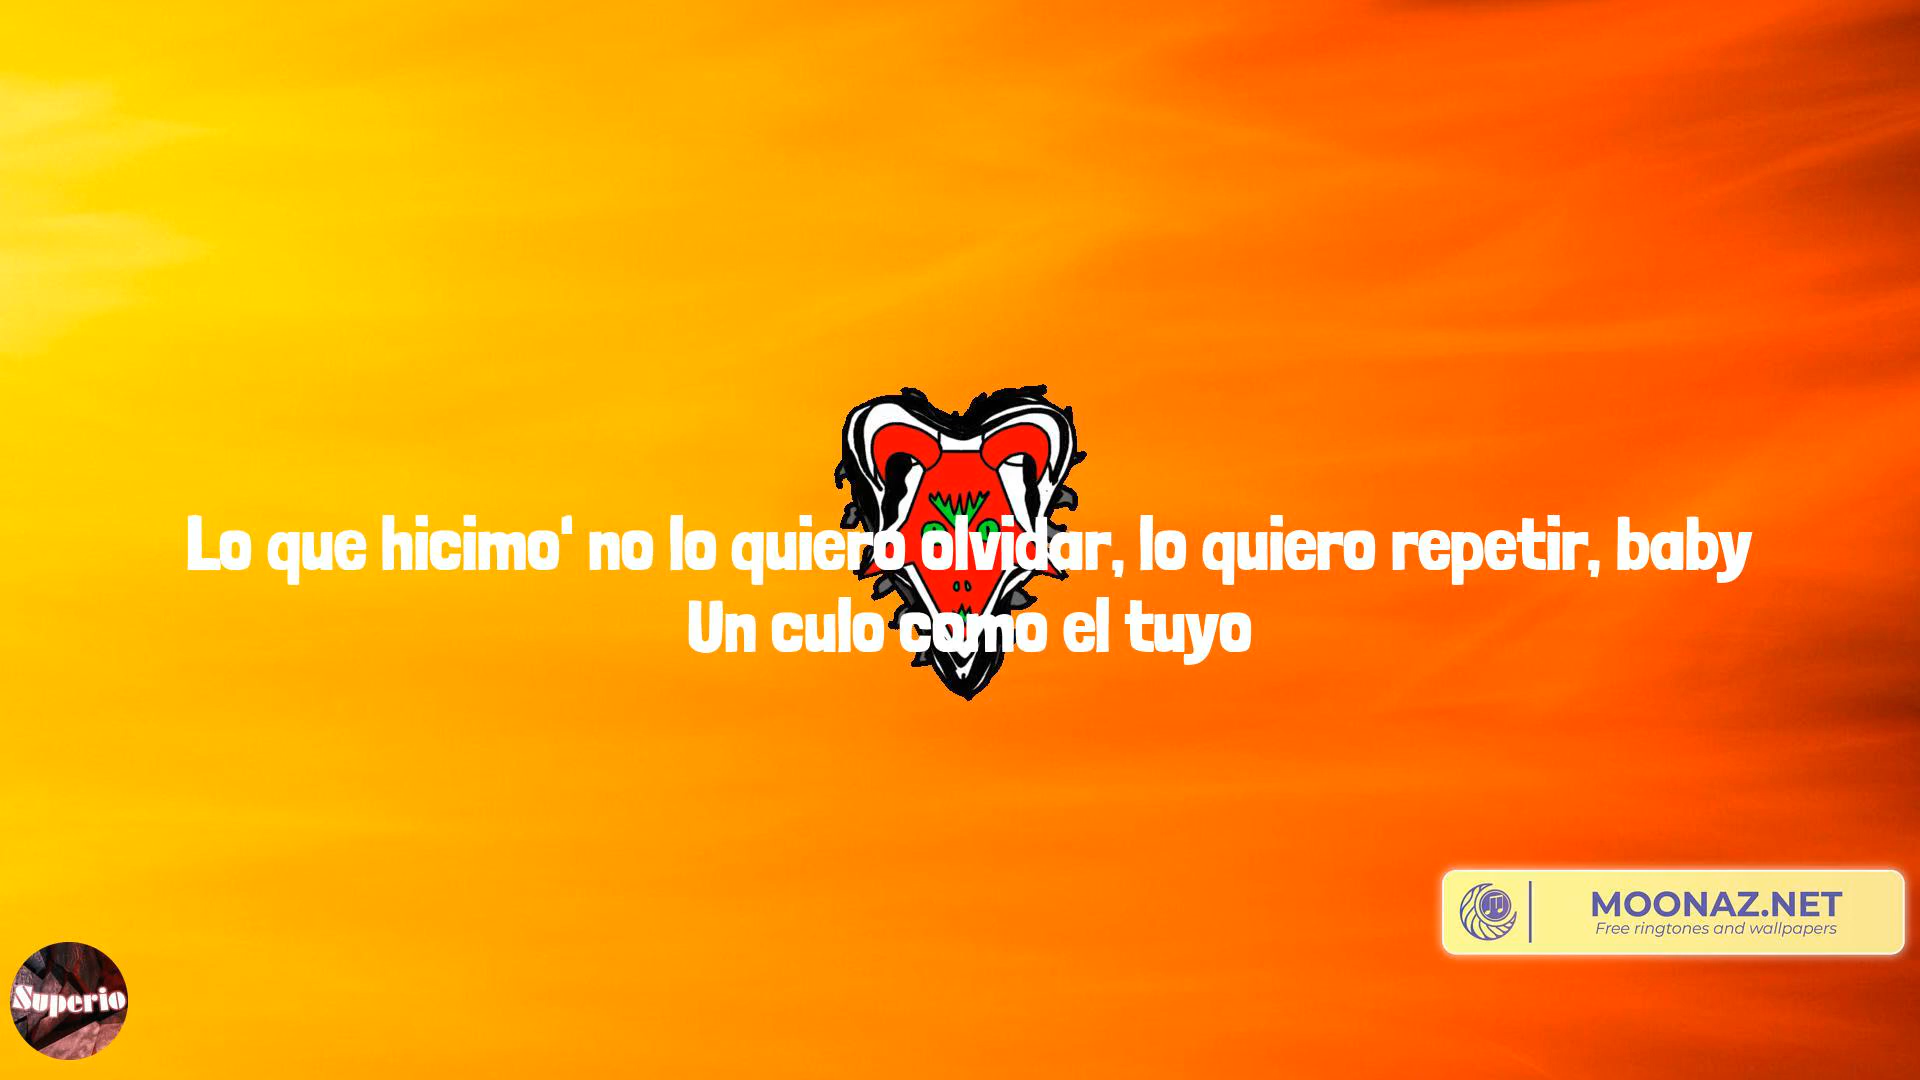 Lo que hicimo' no lo quiero olvidar, lo quiero repetir, baby
Un culo como el tuyo
MOONAZ.NET
Free ringtones and wallpapers
Superio